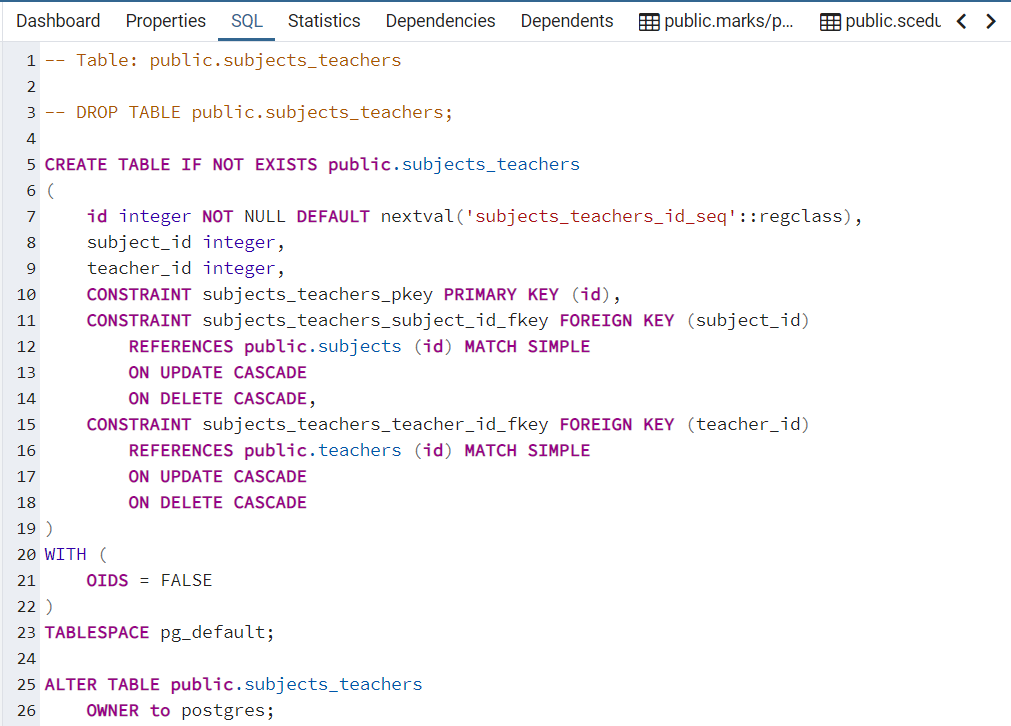 Dashboard Properties SQL Statistics Dependencies Dependents public.marks/p... public.scedu
1 -- Table: public.subjects_teachers
2
3 -- DROP TABLE public.subjects_teachers;
4
5 CREATE TABLE IF NOT EXISTS public.subjects_teachers
6 (
7 id integer NOT NULL DEFAULT nextval('subjects_teachers_id_seq'::regclass),
8 subject_id integer,
9 teacher_id integer,
10 CONSTRAINT subjects_teachers_pkey PRIMARY KEY (id),
11 CONSTRAINT subjects_teachers_subject_id_fkey FOREIGN KEY (subject_id)
12 REFERENCES public.subjects (id) MATCH SIMPLE
13 ON UPDATE CASCADE
14 ON DELETE CASCADE,
15 CONSTRAINT subjects_teachers_teacher_id_fkey FOREIGN KEY (teacher_id)
16 REFERENCES public.teachers (id) MATCH SIMPLE
17 ON UPDATE CASCADE
18 ON DELETE CASCADE
19 )
20 WITH (
21 OIDS = FALSE
22 )
23 TABLESPACE pg_default;
24
25 ALTER TABLE public.subjects_teachers
26 OWNER to postgres;